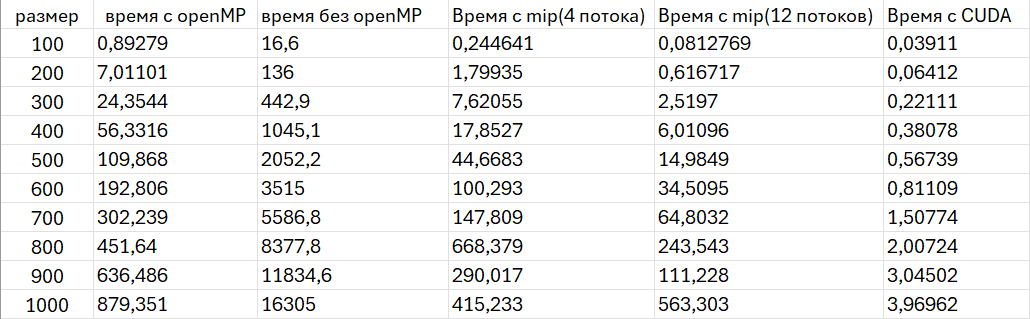 размер время с openMP время без openMP Время с mip(4 потока) Время с mip(12 потоков) Время с CUDA
100 0,89279 16,6 0,244641 0,0812769 0,03911
200 7,01101 136 1,79935 0,616717 0,06412
300 24,3544 442,9 7,62055 2,5197 0,22111
400 56,3316 1045,1 17,8527 6,01096 0,38078
500 109,868 2052,2 44,6683 14,9849 0,56739
600 192,806 3515 100,293 34,5095 0,81109
700 302,239 5586,8 147,809 64,8032 1,50774
800 451,64 8377,8 668,379 243,543 2,00724
900 636,486 11834,6 290,017 111,228 3,04502
1000 879,351 16305 415,233 563,303 3,96962